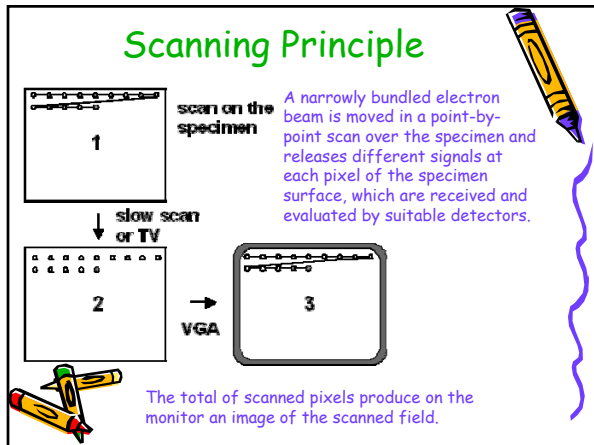 Scanning Principle
scan on the
specimen
A narrowly bundled electron
beam is moved in a point-by-
point scan over the specimen and
releases different signals at
each pixel of the specimen
surface, which are received and
evaluated by suitable detectors.
1
slow scan
or TV
2
VGA
3
The total of scanned pixels produce on the
monitor an image of the scanned field.